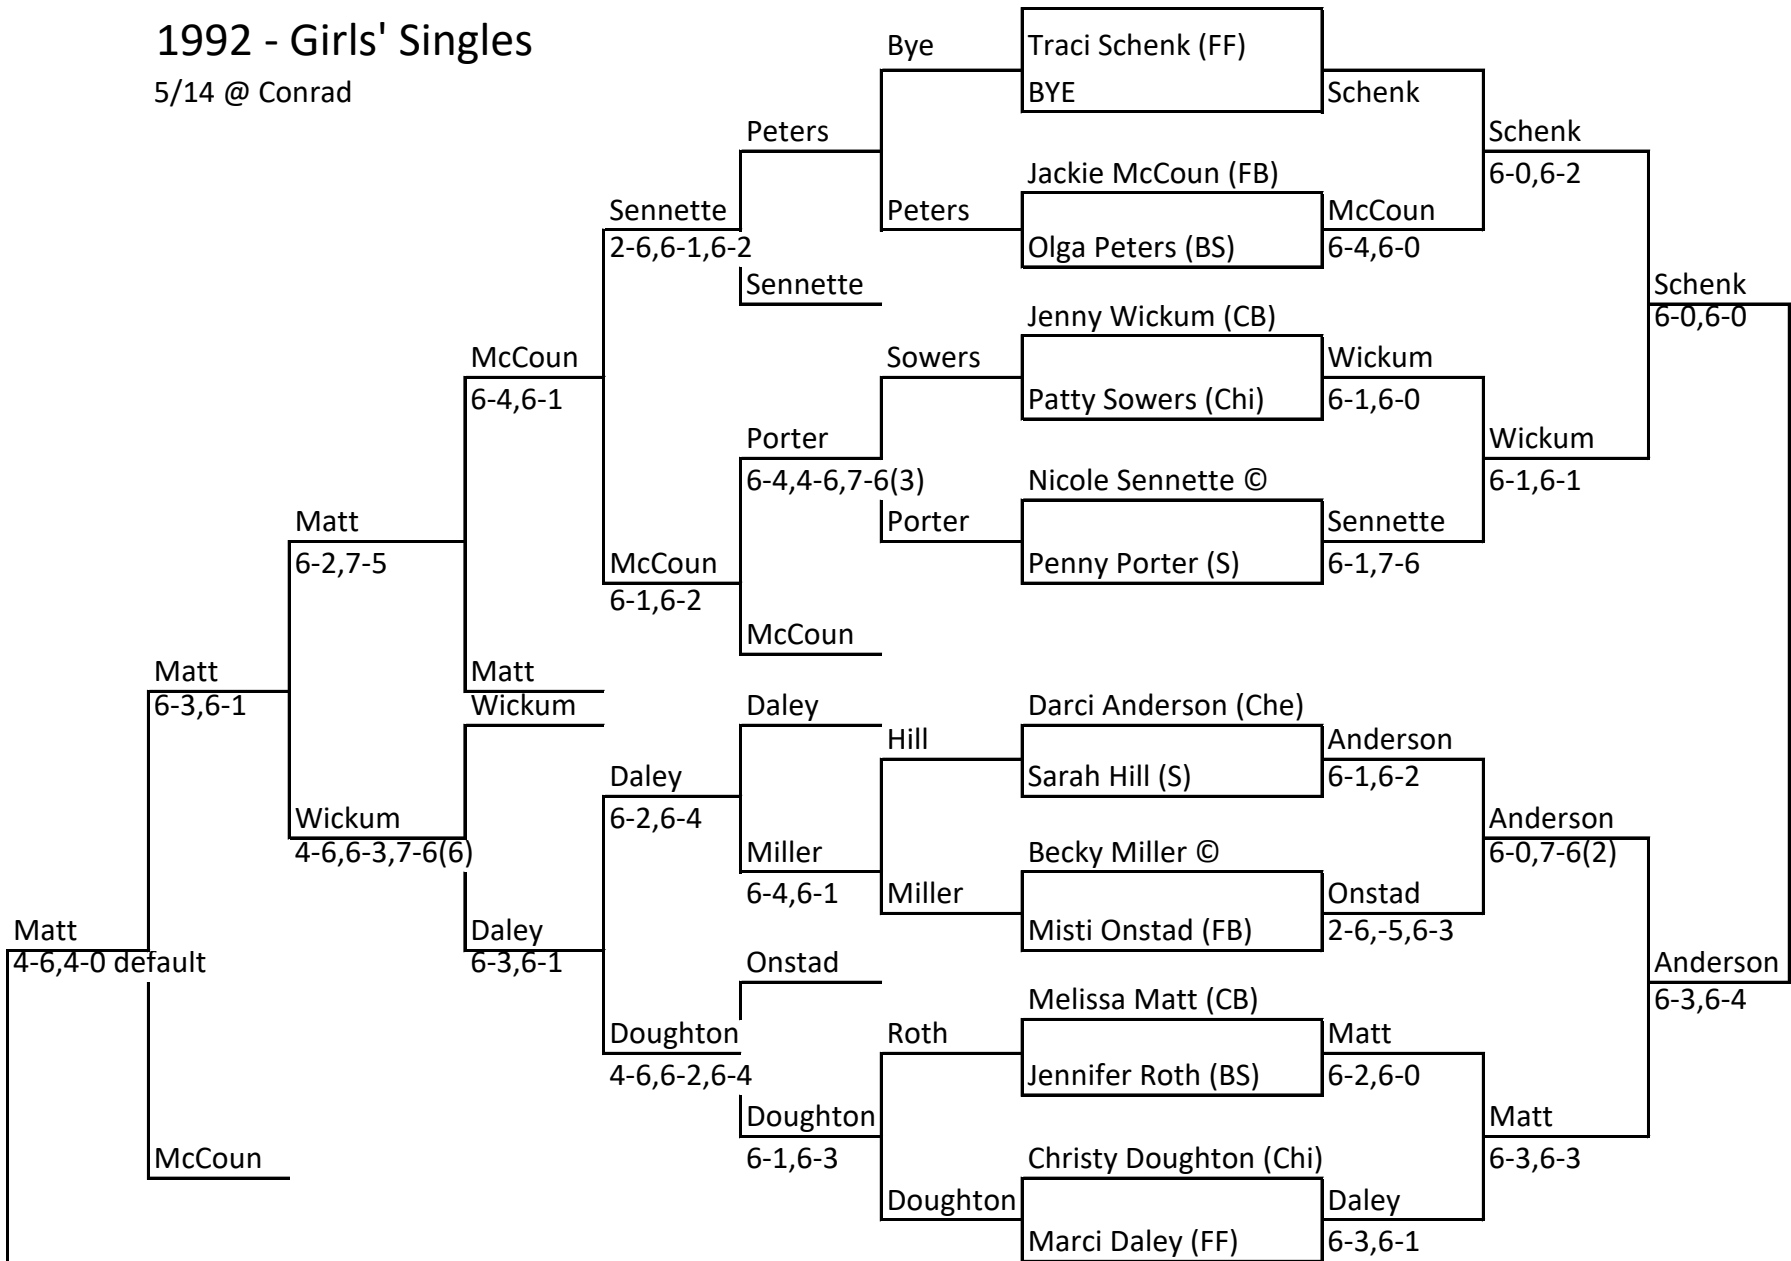 1992 - Girls' Singles
5/14 @ Conrad
Bye
Traci Schenk (FF)
BYE
Schenk
Peters
Schenk
6-0,6-2
Jackie McCoun (FB)
Sennette
2-6,6-1,6-2
Peters
McCoun
6-4,6-0
Olga Peters (BS)
Sennette
Schenk
6-0,6-0
Jenny Wickum (CB)
McCoun
6-4,6-1
Sowers
Wickum
6-1,6-0
Patty Sowers (Chi)
Porter
6-4,4-6,7-6(3)
Wickum
6-1,6-1
Nicole Sennette ©
Matt
6-2,7-5
Porter
Sennette
6-1,7-6
McCoun
6-1,6-2
Penny Porter (S)
McCoun
Matt
6-3,6-1
Matt
Wickum
Daley
Darci Anderson (Che)
Hill
Anderson
6-1,6-2
Daley
6-2,6-4
Sarah Hill (S)
Wickum
4-6,6-3,7-6(6)
Anderson
6-0,7-6(2)
Miller
6-4,6-1
Becky Miller ©
Miller
Onstad
2-6,-5,6-3
Matt
4-6,4-0 default
Daley
6-3,6-1
Misti Onstad (FB)
Onstad
Anderson
6-3,6-4
Melissa Matt (CB)
Doughton
4-6,6-2,6-4
Roth
Matt
6-2,6-0
Jennifer Roth (BS)
Doughton
6-1,6-3
Matt
6-3,6-3
McCoun
Christy Doughton (Chi)
Doughton
Daley
6-3,6-1
Marci Daley (FF)